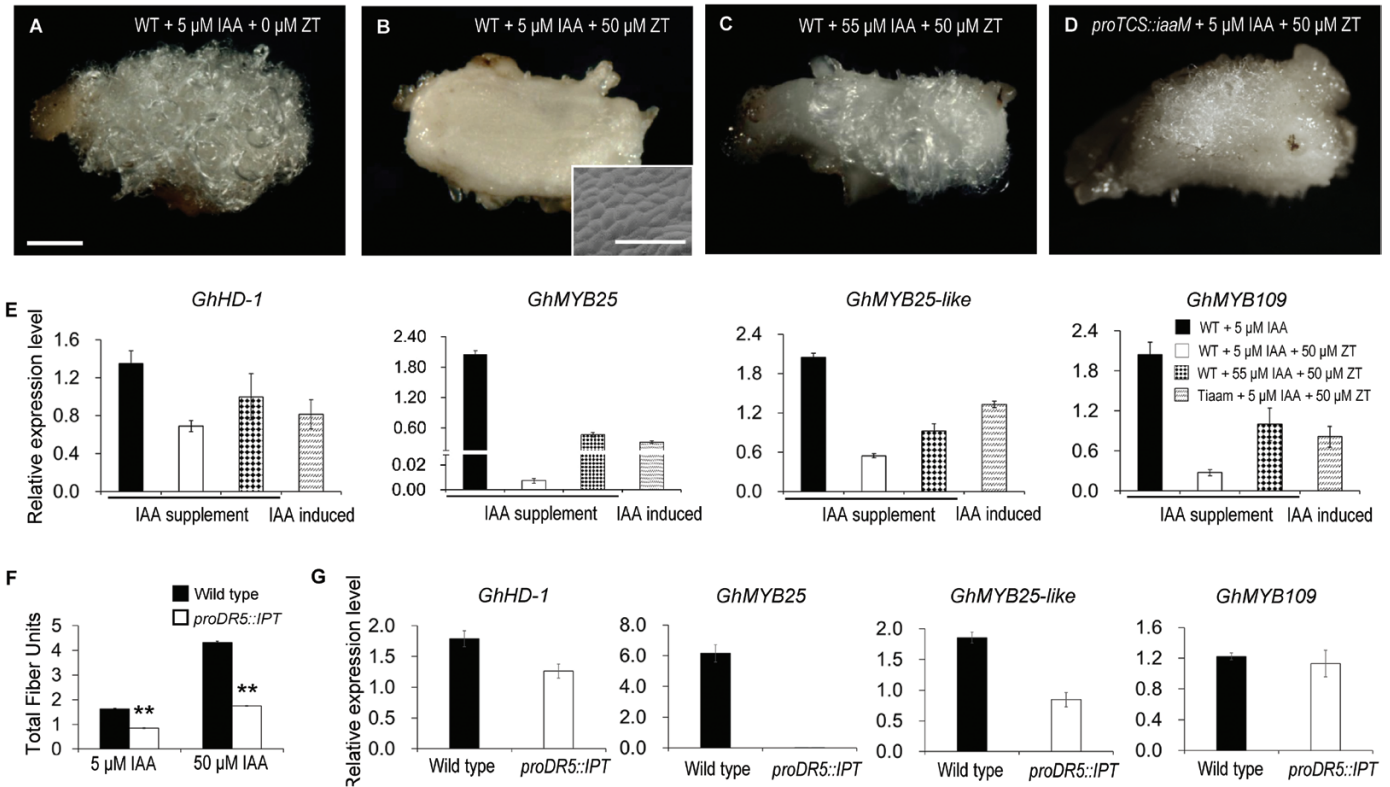 A WT + 5 µM IAA + 0 µM ZT
B WT + 5 µM IAA + 50 µM ZT
C WT + 55 µM IAA + 50 µM ZT
D proTCS::iaaM + 5 µM IAA + 50 µM ZT
E
Relative expression level
GhHD-1
1.6
1.2
0.8
0.4
0.0
IAA supplement IAA induced
GhMYB25
2.40
1.80
1.20
0.60
0.02
0.00
IAA supplement IAA induced
GhMYB25-like
2.4
1.8
1.2
0.6
0.0
IAA supplement IAA induced
GhMYB109
2.4
1.8
1.2
0.6
0.0
WT + 5 µM IAA
WT + 5 µM IAA + 50 µM ZT
WT + 55 µM IAA + 50 µM ZT
Tiaam + 5 µM IAA + 50 µM ZT
IAA supplement IAA induced
F
Wild type
proDR5::IPT
Total Fiber Units
5
4
3
2
1
0
**
**
5 µM IAA 50 µM IAA
G
Relative expression level
GhHD-1
2.0
1.5
1.0
0.5
0.0
Wild type proDR5::IPT
GhMYB25
8.0
6.0
4.0
2.0
0.0
Wild type proDR5::IPT
GhMYB25-like
2.0
1.5
1.0
0.5
0.0
Wild type proDR5::IPT
GhMYB109
1.6
1.2
0.8
0.4
0.0
Wild type proDR5::IPT